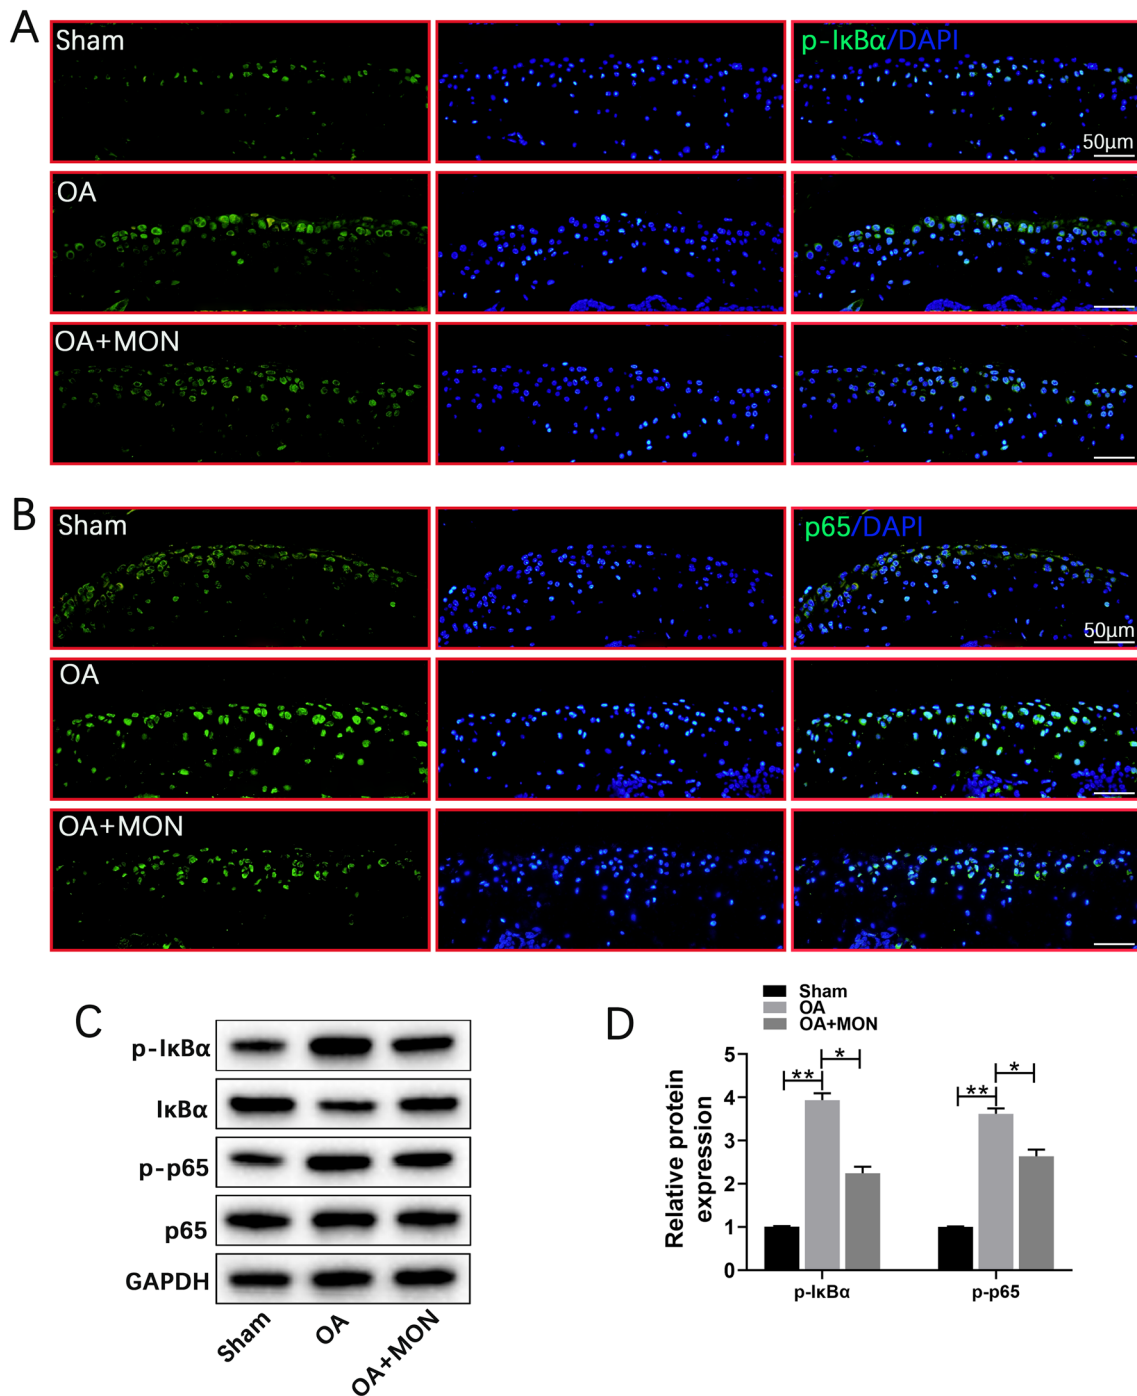 A
Sham
p-IκBα/DAPI
50μm
OA
OA+MON
B
Sham
p65/DAPI
50μm
OA
OA+MON
C
p-IκBα
IκBα
p-p65
p65
GAPDH
Sham
OA
OA+MON
D
Sham
OA
OA+MON
Relative protein
expression
5
4
3
2
1
0
**
*
**
*
p-IκBα
p-p65